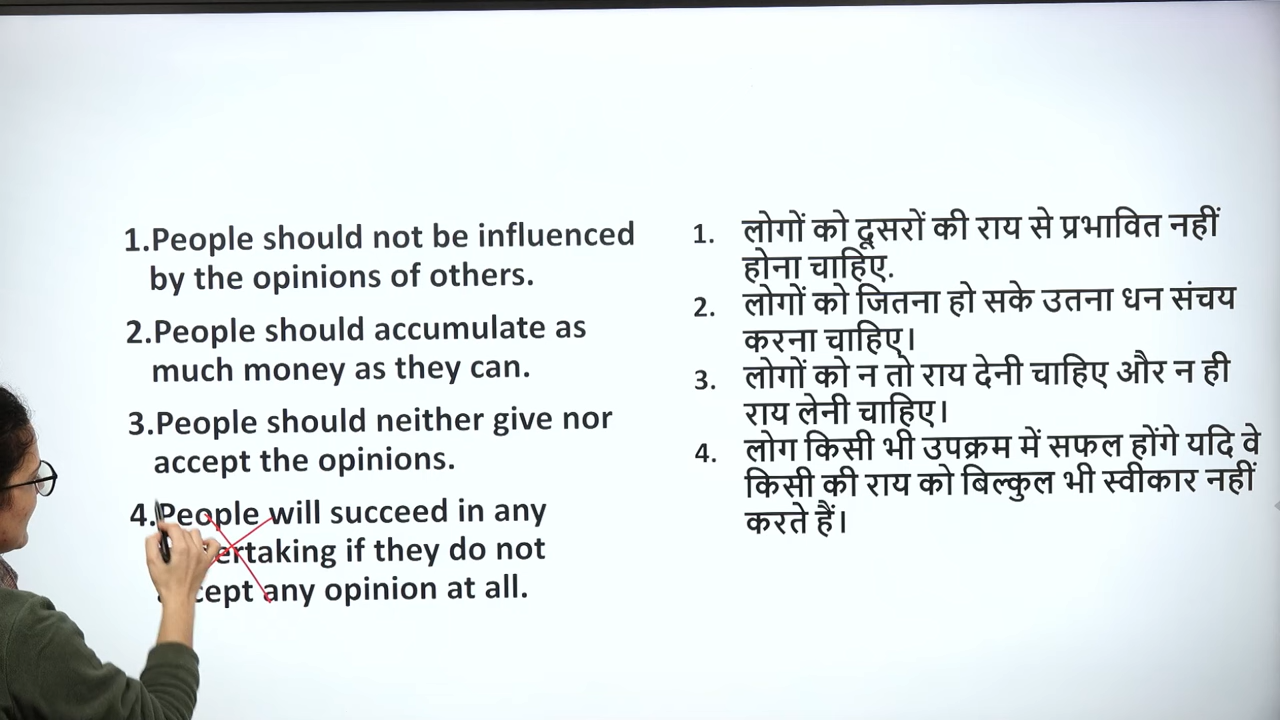 1.People should not be influenced
by the opinions of others.
2.People should accumulate as
much money as they can.
3.People should neither give nor
accept the opinions.
4.People will succeed in any
if they do not
any opinion at all.
1. लोगों को दूसरों की राय से प्रभावित नहीं
होना चाहिए.
2. लोगों को जितना हो सके उतना धन संचय
करना चाहिए।
3. लोगों को न तो राय देनी चाहिए और न ही
राय लेनी चाहिए।
4. लोग किसी भी उपक्रम में सफल होंगे यदि वे
किसी की राय को बिल्कुल भी स्वीकार नहीं
करते हैं।